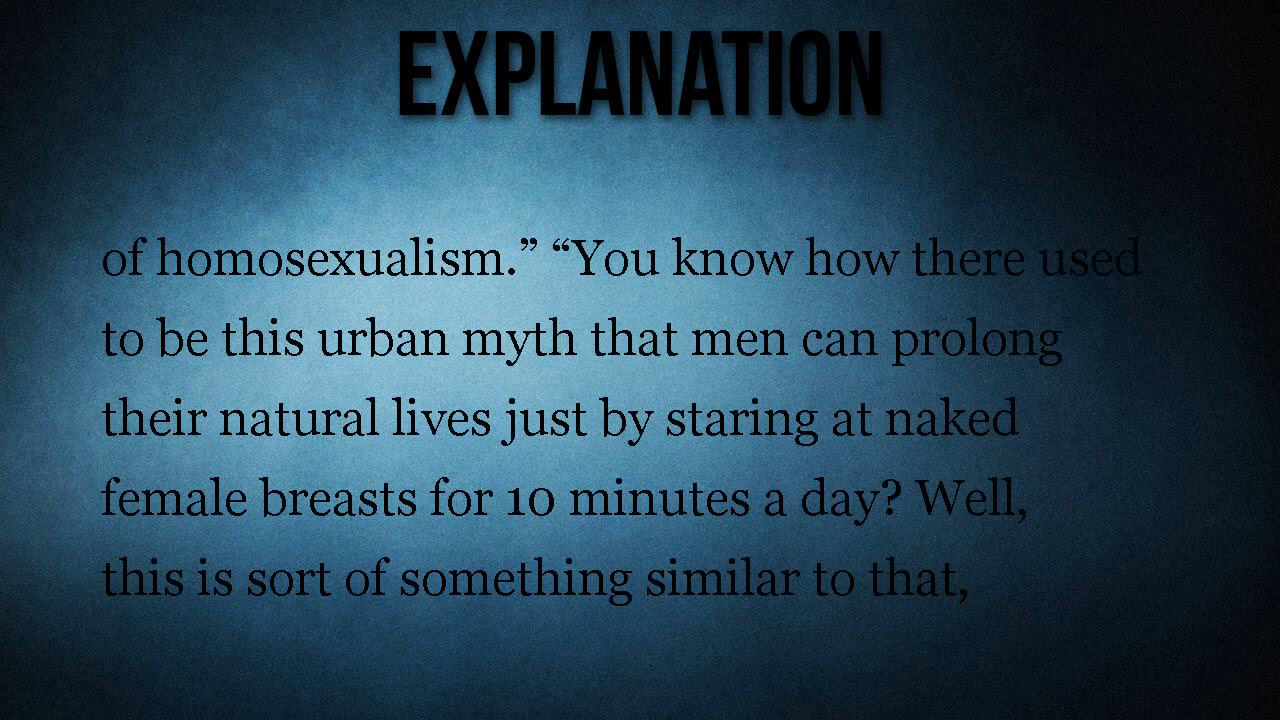 EXPLANATION
of homosexualism.” “You know how there used
to be this urban myth that men can prolong
their natural lives just by staring at naked
female breasts for 10 minutes a day? Well,
this is sort of something similar to that,